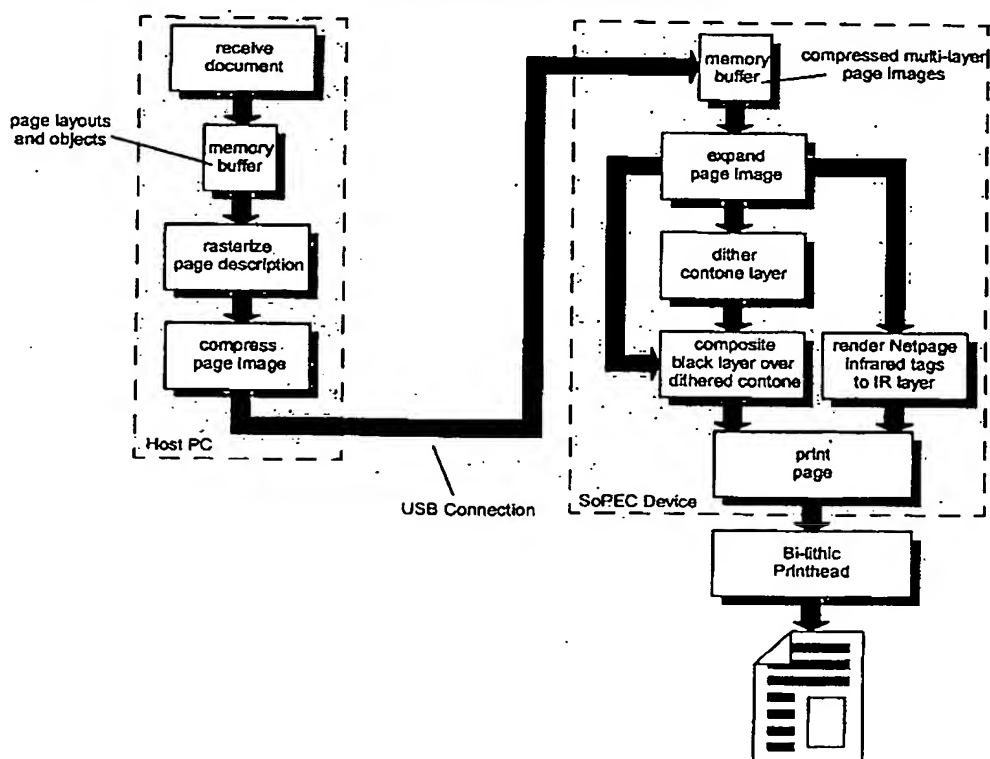 receive
document
page layouts
and objects
memory
buffer
rasterize
page description
compress
page image
Host PC
USB Connection
memory
buffer
compressed multi-layer
page images
expand
page image
dither
contone layer
composite
black layer over
dithered contone
render Netpage
infrared tags
to IR layer
print
page
SoPEC Device
Bi-lithic
Printhead